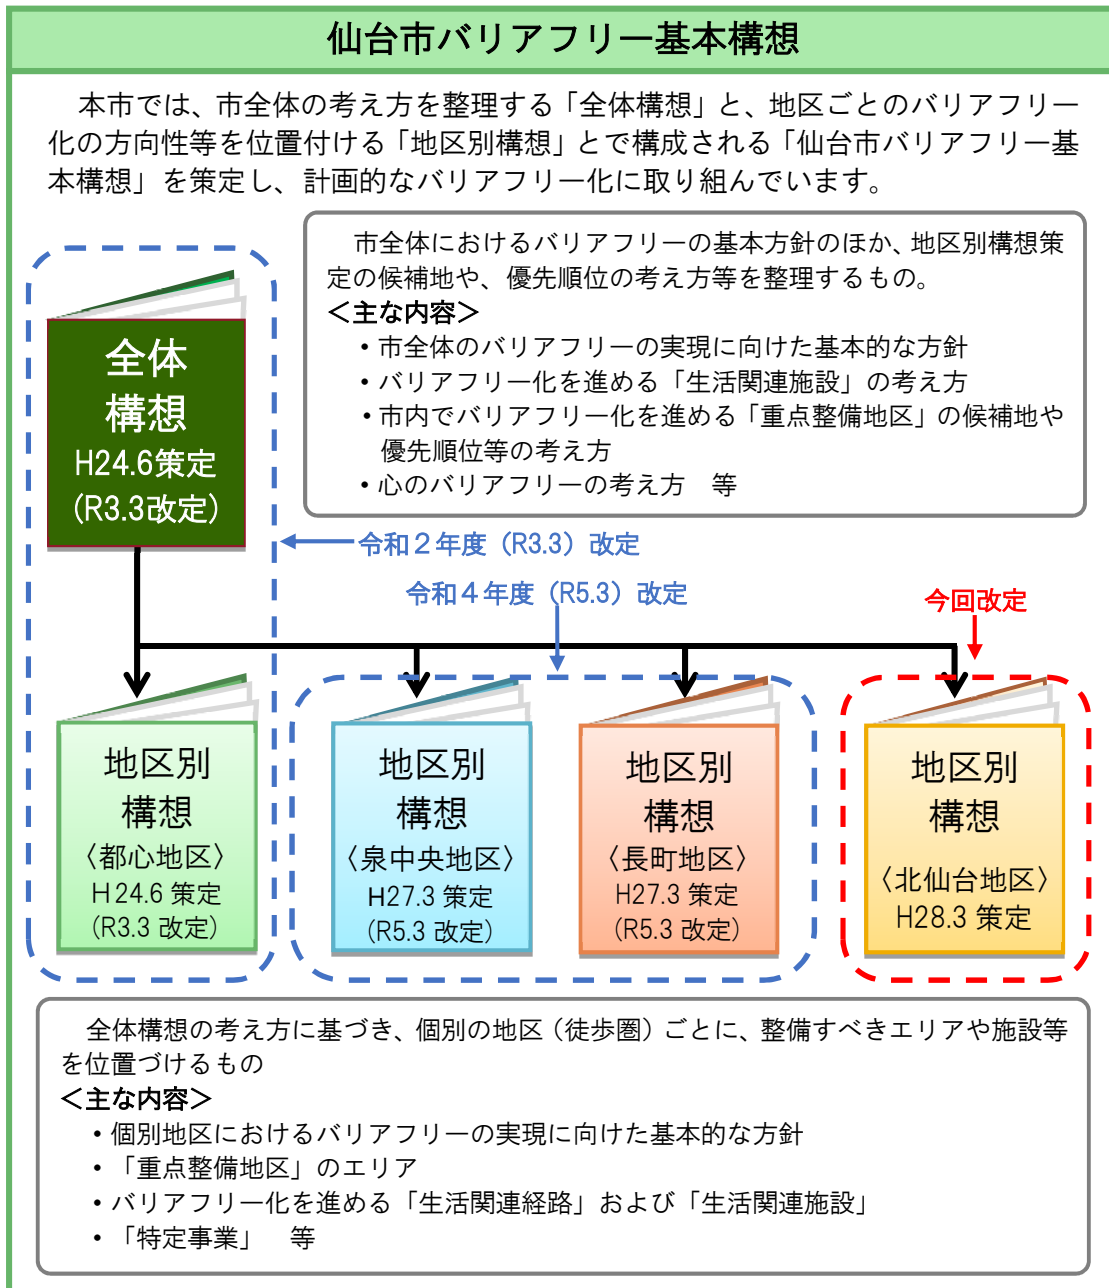 仙台市バリアフリー基本構想
本市では、市全体の考え方を整理する「全体構想」と、地区ごとのバリアフリー
化の方向性等を位置付ける「地区別構想」とで構成される「仙台市バリアフリー基
本構想」を策定し、計画的なバリアフリー化に取り組んでいます。
市全体におけるバリアフリーの基本方針のほか、地区別構想策
定の候補地や、優先順位の考え方等を整理するもの。
＜主な内容＞
・市全体のバリアフリーの実現に向けた基本的な方針
・バリアフリー化を進める「生活関連施設」の考え方
・市内でバリアフリー化を進める「重点整備地区」の候補地や
優先順位等の考え方
・心のバリアフリーの考え方　等
全体
構想
H24.6策定
(R3.3改定)
令和２年度（R3.3）改定
令和４年度（R5.3）改定
今回改定
地区別
構想
〈都心地区〉
H24.6 策定
(R3.3 改定)
地区別
構想
〈泉中央地区〉
H27.3 策定
(R5.3 改定)
地区別
構想
〈長町地区〉
H27.3 策定
(R5.3 改定)
地区別
構想
〈北仙台地区〉
H28.3 策定
全体構想の考え方に基づき、個別の地区（徒歩圏）ごとに、整備すべきエリアや施設等
を位置づけるもの
＜主な内容＞
・個別地区におけるバリアフリーの実現に向けた基本的な方針
・「重点整備地区」のエリア
・バリアフリー化を進める「生活関連経路」および「生活関連施設」
・「特定事業」　等